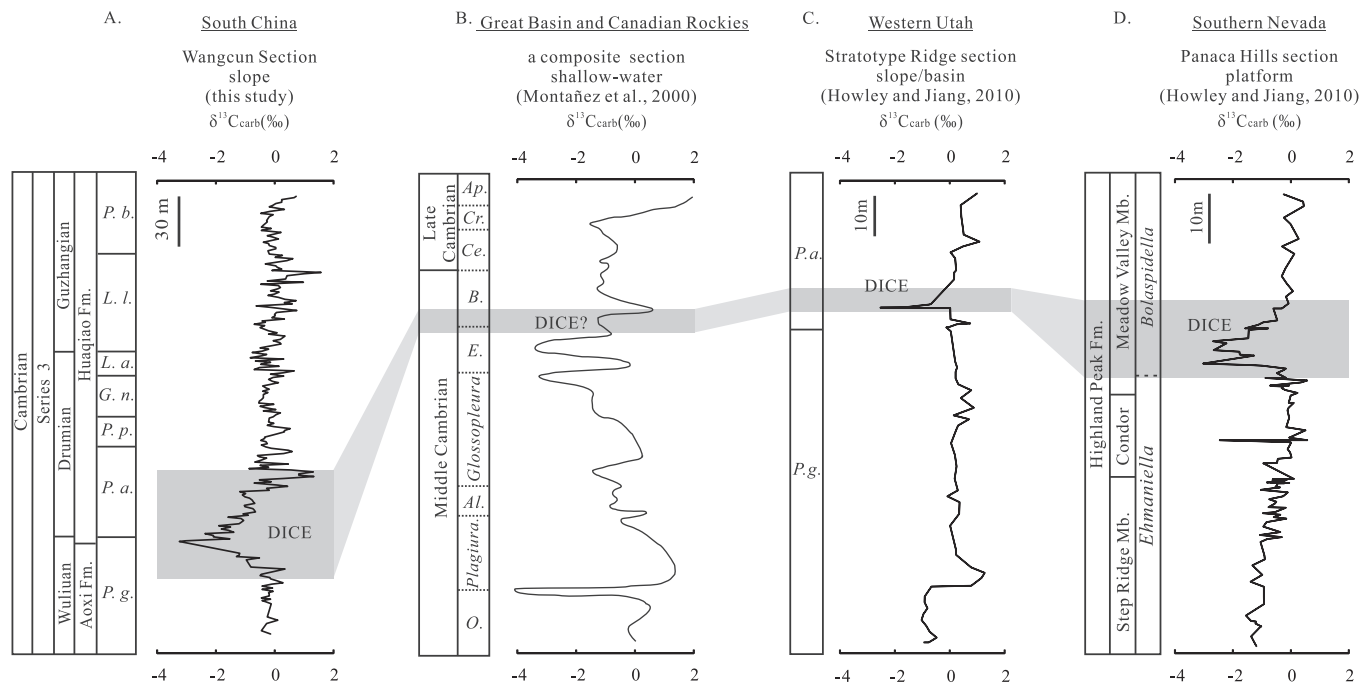 A.
South China
Wangcun Section
slope
(this study)
δ¹³Ccarb(‰)
-4 -2 0 2
Cambrian
Series 3
Guzhangian
Drumian
Wuliuan
Huaqiao Fm.
Aoxi Fm.
P. b.
L. l.
L. a.
G. n.
P. p.
P. a.
P. g.
30 m
DICE
-4 -2 0 2
B.
Great Basin and Canadian Rockies
a composite section
shallow-water
(Montañez et al., 2000)
δ¹³Ccarb(‰)
-4 -2 0 2
Late
Cambrian
Middle Cambrian
Ap.
Cr.
Ce.
B.
E.
Glossopleura
Al.
Plagiura.
O.
DICE?
-4 -2 0 2
C.
Western Utah
Stratotype Ridge section
slope/basin
(Howley and Jiang, 2010)
δ¹³Ccarb (‰)
-4 -2 0 2
P.a.
P.g.
10m
DICE
-4 -2 0 2
D.
Southern Nevada
Panaca Hills section
platform
(Howley and Jiang, 2010)
δ¹³Ccarb (‰)
-4 -2 0 2
Highland Peak Fm.
Meadow Valley Mb.
Condor
Step Ridge Mb.
Bolaspidella
Ehmaniella
10m
DICE
-4 -2 0 2